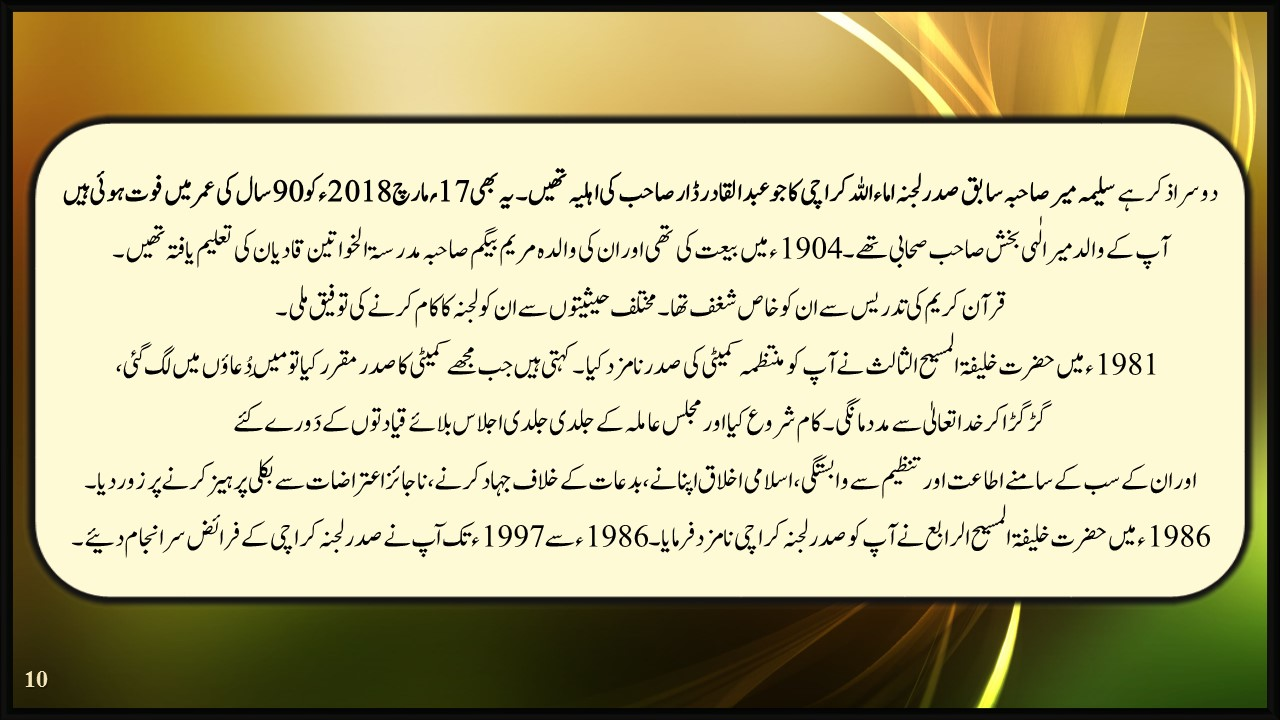 دوسرا ذکر ہے سلیمہ میر صاحبہ سابق صدر لجنہ اماءاللہ کراچی کا جو عبدالقادر ڈار صاحب کی اہلیہ تھیں۔ یہ بھی 17؍مارچ 2018ء کو 90 سال کی عمر میں فوت ہوئی ہیں
آپ کے والد میر الٰہی بخش صاحب صحابی تھے۔ 1904ء میں بیعت کی تھی اور ان کی والدہ مریم بیگم صاحبہ مدرسۃ الخواتین قادیان کی تعلیم یافتہ تھیں۔
قرآن کریم کی تدریس سے ان کو خاص شغف تھا۔ مختلف حیثیتوں سے ان کو لجنہ کا کام کرنے کی توفیق ملی۔
1981ء میں حضرت خلیفۃ المسیح الثالث نے آپ کو منتظمہ کمیٹی کی صدر نامزد کیا۔ کہتی ہیں جب مجھے کمیٹی کا صدر مقرر کیا تو میں دُعاؤں میں لگ گئی،
گڑگڑا کر خدا تعالیٰ سے مدد مانگی۔ کام شروع کیا اور مجلس عاملہ کے جلدی جلدی اجلاس بلائے قیادتوں کے دَورے کئے
اور ان کے سب کے سامنے اطاعت اور تنظیم سے وابستگی، اسلامی اخلاق اپنانے، بدعات کے خلاف جہاد کرنے، ناجائز اعتراضات سے بکلی پرہیز کرنے پر زور دیا۔
1986ء میں حضرت خلیفۃ المسیح الرابع نے آپ کو صدر لجنہ کراچی نامزد فرمایا۔ 1986ء سے 1997ء تک آپ نے صدر لجنہ کراچی کے فرائض سرانجام دیئے۔
10